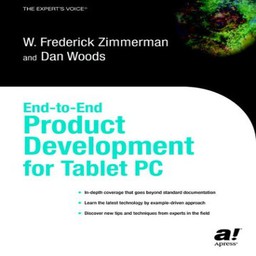 THE EXPERT'S VOICE™
W. Frederick Zimmerman
and Dan Woods
End-to-End
Product
Development
for Tablet PC
• In-depth coverage that goes beyond standard documentation
• Learn the latest technology by example-driven approach
• Discover new tips and techniques from experts in the field
a!
Apress®